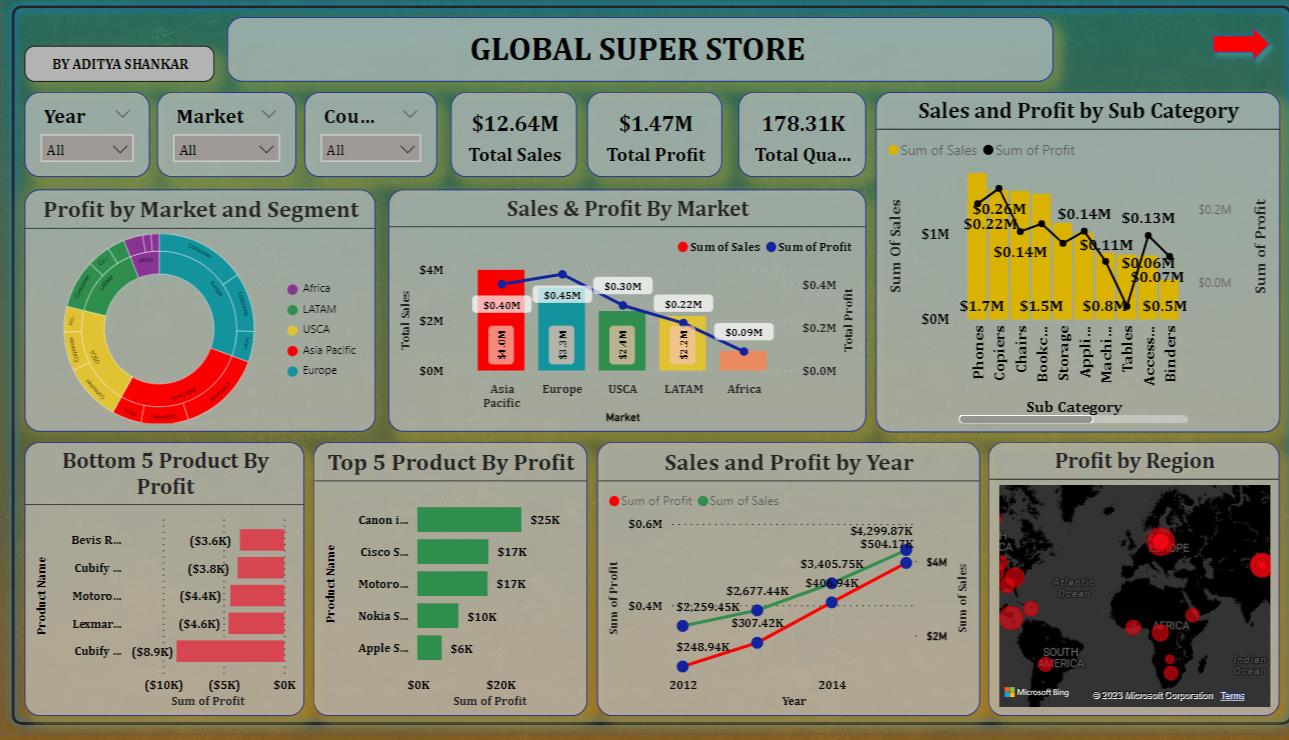 GLOBAL SUPER STORE
BY ADITYA SHANKAR
Year
All
Market
All
Cou...
All
$12.64M
Total Sales
$1.47M
Total Profit
178.31K
Total Qua...
Profit by Market and Segment
Consumer
Europe
Consumer
Asia Pacific
Corporate
Consumer
USCA
Corporate
Consumer
LATAM
Africa
Africa
LATAM
USCA
Asia Pacific
Europe
Sales & Profit By Market
Sum of Sales Sum of Profit
Total Sales
$4M
$2M
$0M
$0.40M
$0.45M
$0.30M
$0.22M
$0.09M
$4.0M
$3.3M
$2.4M
$2.2M
$0.4M
$0.2M
$0.0M
Total Profit
Asia Pacific
Europe
USCA
LATAM
Africa
Market
Sales and Profit by Sub Category
Sum of Sales Sum of Profit
Sum Of Sales
$1M
$0M
$0.26M
$0.22M
$0.14M
$0.14M
$0.11M
$0.13M
$0.06M
$0.07M
$1.7M
$1.5M
$0.8M
$0.5M
$0.2M
$0.0M
Sum of Profit
Phones
Copiers
Chairs
Bookc...
Storage
Appli...
Machi...
Tables
Access...
Binders
Sub Category
Bottom 5 Product By
Profit
Product Name
Bevis R... ($3.6K)
Cubify ... ($3.8K)
Motoro... ($4.4K)
Lexmar... ($4.6K)
Cubify ... ($8.9K)
($10K) ($5K) $0K
Sum of Profit
Top 5 Product By Profit
Product Name
Canon i... $25K
Cisco S... $17K
Motoro... $17K
Nokia S... $10K
Apple S... $6K
$0K $20K
Sum of Profit
Sales and Profit by Year
Sum of Profit Sum of Sales
Sum of Profit
$0.6M
$0.4M
$2,259.45K
$2,677.44K
$3,405.75K
$4,299.87K
$248.94K
$307.42K
$406.94K
$504.17K
$4M
$2M
Sum of Sales
2012 2014
Year
Profit by Region
EUROPE
Atlantic
Ocean
AFRICA
SOUTH
AMERICA
Indian
Ocean
Microsoft Bing
© 2023 Microsoft Corporation Terms